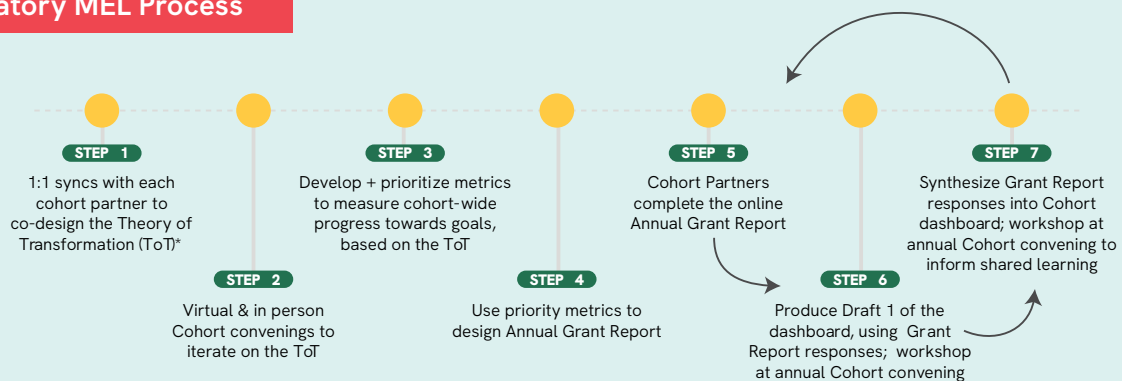 atory MEL Process
STEP 1
1:1 syncs with each
cohort partner to
co-design the Theory of
Transformation (ToT)*
STEP 2
Virtual & in person
Cohort convenings to
iterate on the ToT
STEP 3
Develop + prioritize metrics
to measure cohort-wide
progress towards goals,
based on the ToT
STEP 4
Use priority metrics to
design Annual Grant Report
STEP 5
Cohort Partners
complete the online
Annual Grant Report
STEP 6
Produce Draft 1 of the
dashboard, using Grant
Report responses; workshop
at annual Cohort convening
STEP 7
Synthesize Grant Report
responses into Cohort
dashboard; workshop at
annual Cohort convening to
inform shared learning